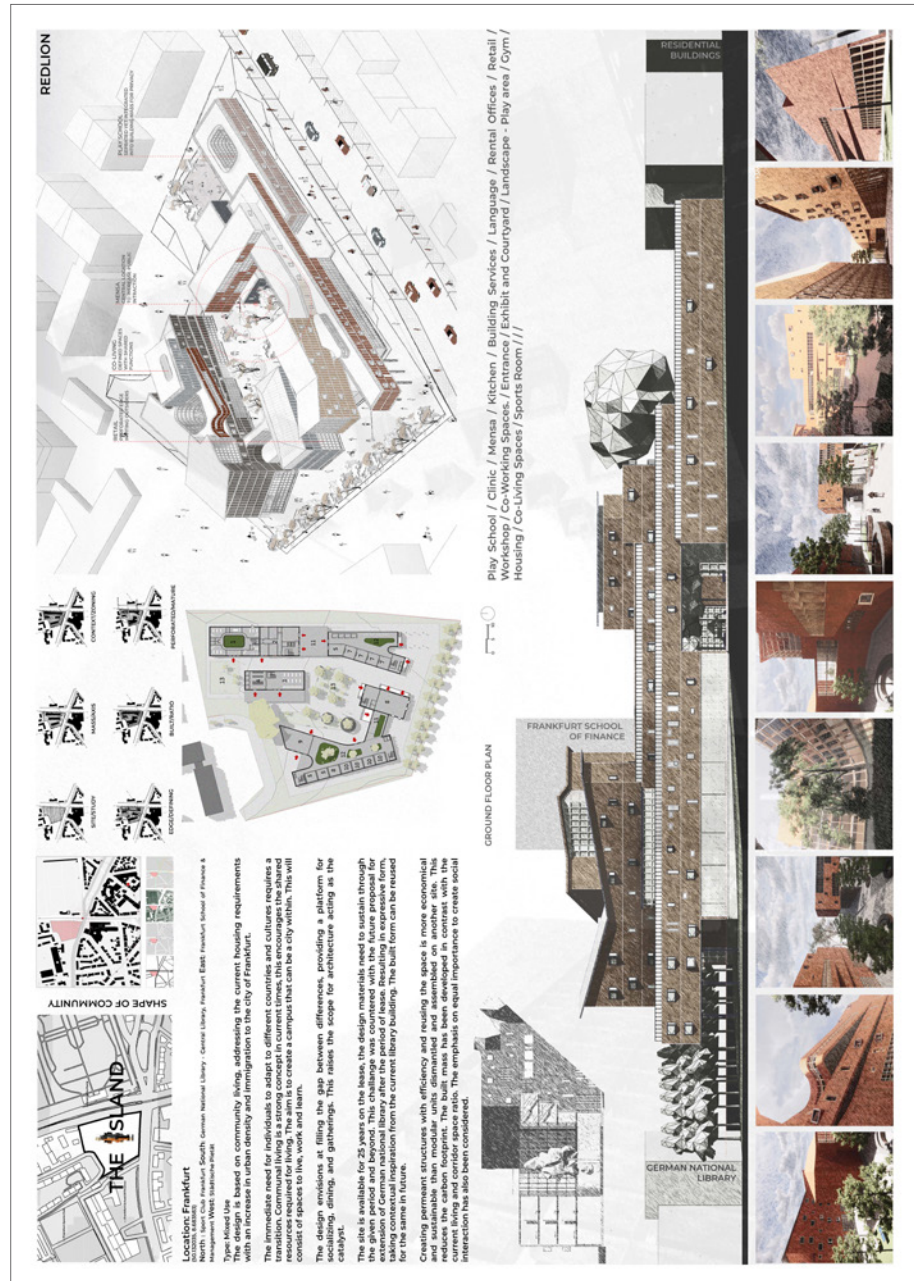 REDLION
THE ISLAND
SHAPE OF COMMUNITY
SITE/STUDY
MASS/AXIS
CONTEXT/ZONING
EDGE/DEFINING
BUILT/RATIO
PERFORATED/MATURE
RETAIL
CO-LIVING
DEFINED SPACES
WITH SHARED
FUNCTIONS
MENSA
CENTRAL LOCATION
INTERACTION
PLAY SCHOOL
Location: Frankfurt
North : Sport Club Frankfurt South: German National Library - Central Library, Frankfurt East: Frankfurt School of Finance &
Management West: Städtische Pietät
Type: Mixed Use
The design is based on community living, addressing the current housing requirements
with an increase in urban density and immigration to the city of Frankfurt.
The immediate need for individuals to adapt to different countries and cultures requires a
transition. Communal living is a strong concept in current times, this encourages the shared
resources required for living. The aim is to create a campus that can be a city within. This will
consist of spaces to live, work and learn.
The design envisions at filling the gap between differences, providing a platform for
socializing, dining, and gatherings. This raises the scope for architecture acting as the
catalyst.
The site is available for 25 years on the lease, the design materials need to sustain through
the given period and beyond. This challange was countered with the future proposal for
extension of German national library after the period of lease. Resulting in expressive form,
taking contextual inspiration from the current library building. The built form can be reused
for the same in future.
Creating permeant structures with efficiency and reusing the space is more economical
and sustainable than modular units dismantled and assembled on another site. This
reduces the carbon footprint. The built mass has been developed in contrast with the
current living and corridor space ratio. The emphasis on equal importance to create social
interaction has also been considered.
GROUND FLOOR PLAN
Play School / Clinic / Mensa / Kitchen / Building Services / Language / Rental Offices / Retail /
Workshop / Co-Working Spaces. / Entrance / Exhibit and Courtyard / Landscape - Play area / Gym /
Housing / Co-Living Spaces / Sports Room ///
GERMAN NATIONAL
LIBRARY
FRANKFURT SCHOOL
OF FINANCE
RESIDENTIAL
BUILDINGS